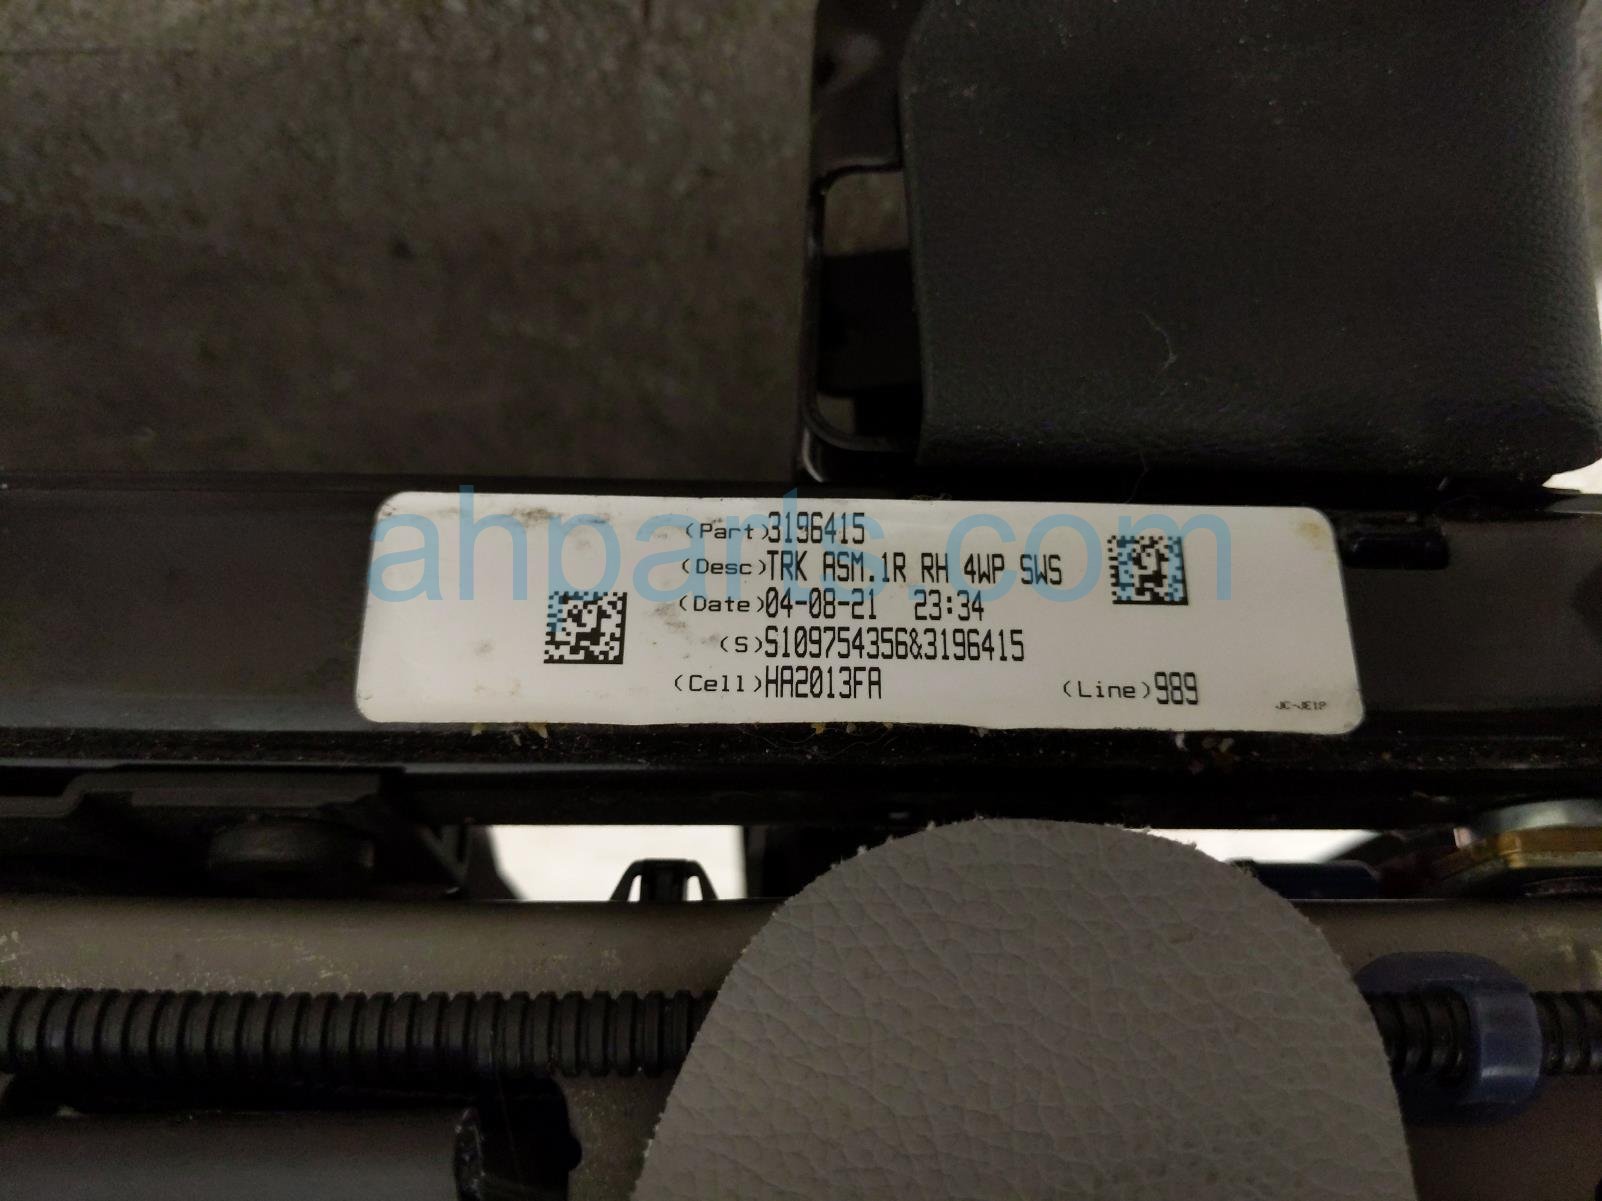 (Part)3196415
(Desc)TRK ASM.1R RH 4WP SWS
(Date)04-08-21 23:34
(S)S109754356&3196415
(Cell)HA2013FA (Line)989
JC-JE1P
ahparts.com